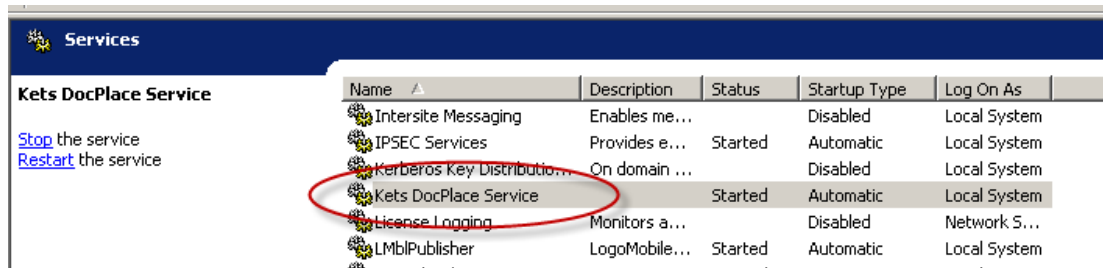 Services
Kets DocPlace Service
Stop the service
Restart the service
Name Description Status Startup Type Log On As
Intersite Messaging Enables me... Disabled Local System
IPSEC Services Provides e... Started Automatic Local System
Kerberos Key Distributio... On domain ... Disabled Local System
Kets DocPlace Service Started Automatic Local System
License Logging Monitors a... Disabled Network S...
LMblPublisher LogoMobile... Started Automatic Local System